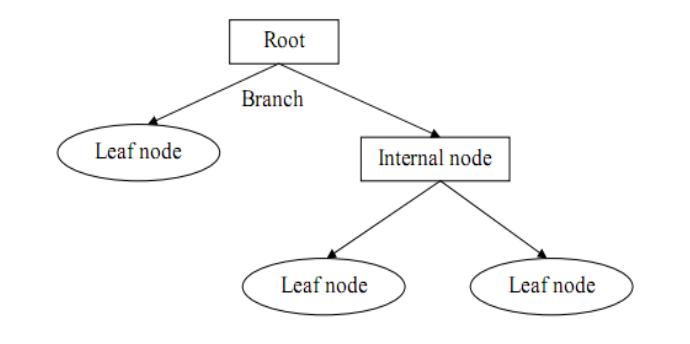 Root
Branch
Leaf node
Internal node
Leaf node
Leaf node